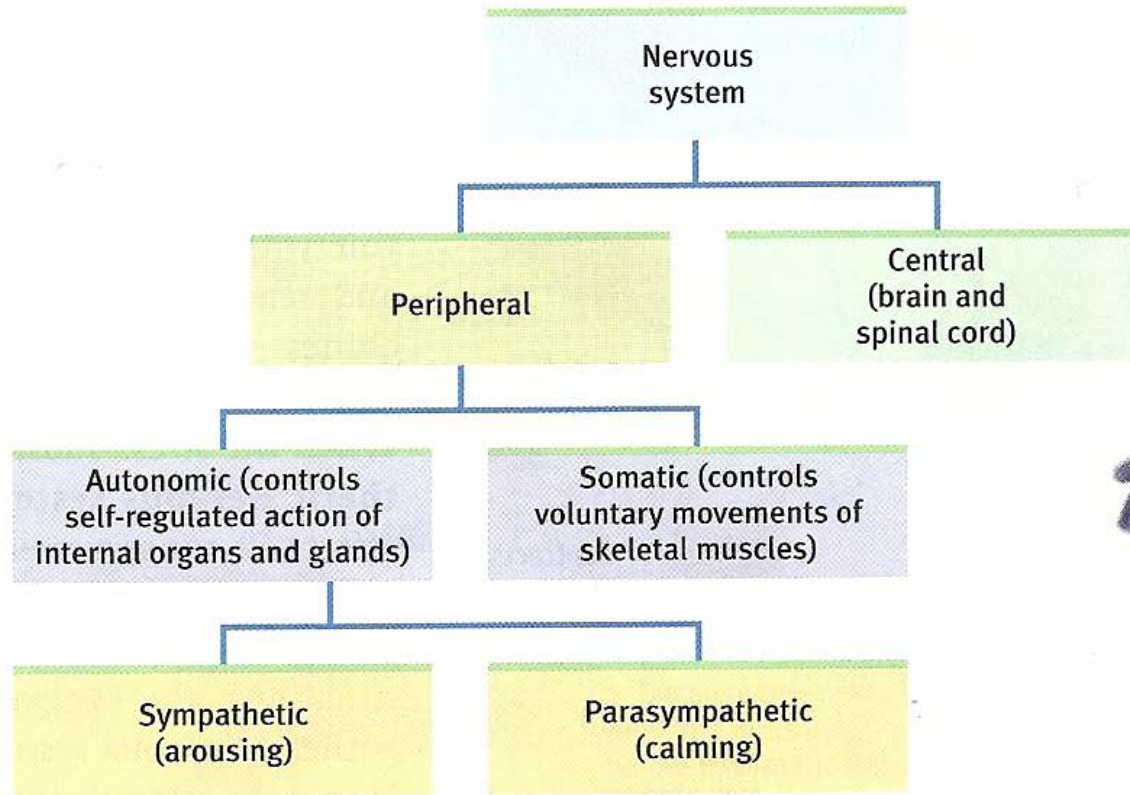 Nervous
system
Peripheral
Central
(brain and
spinal cord)
Autonomic (controls
self-regulated action of
internal organs and glands)
Somatic (controls
voluntary movements of
skeletal muscles)
Sympathetic
(arousing)
Parasympathetic
(calming)